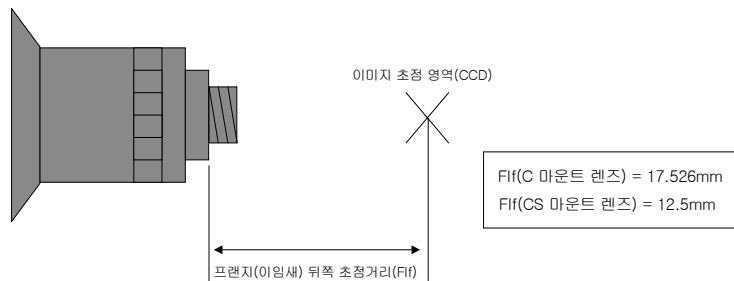 이미지 초점 영역(CCD)
Flf(C 마운트 렌즈) = 17.526mm
Flf(CS 마운트 렌즈) = 12.5mm
프랜지(이임새) 뒤쪽 초점거리(Flf)